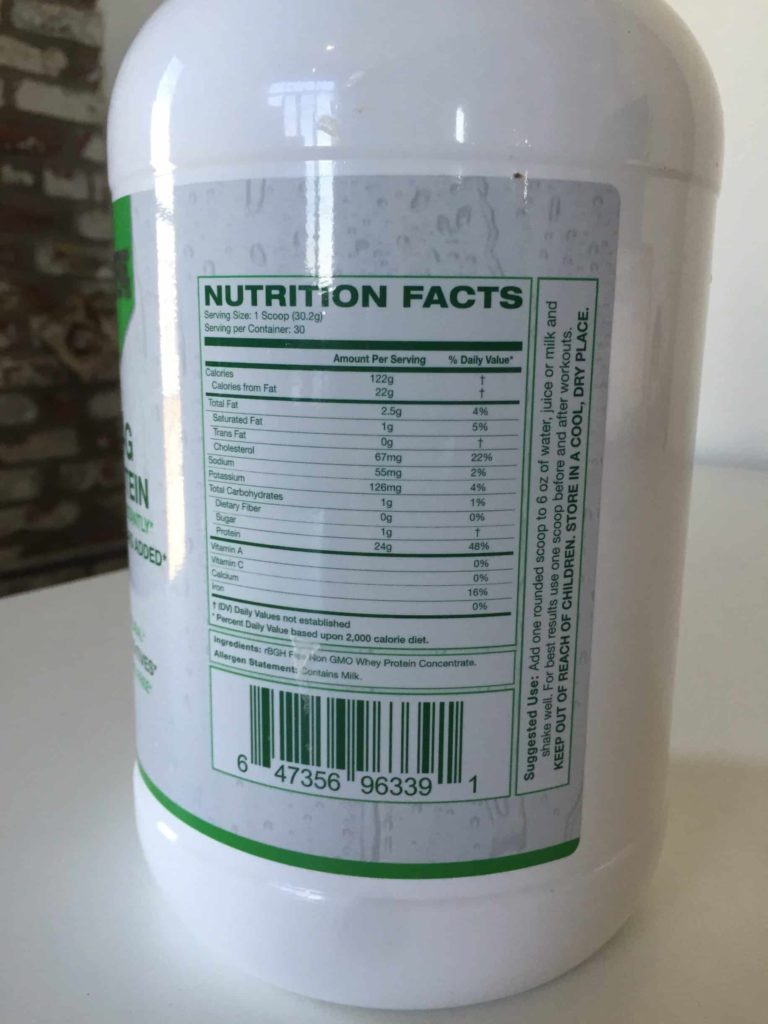 G
TEIN
ADDED*
NUTRITION FACTS
Serving Size: 1 Scoop (30.2g)
Serving per Container: 30
Amount Per Serving % Daily Value*
Calories 122g †
Calories from Fat 22g †
Total Fat 2.5g 4%
Saturated Fat 1g 5%
Trans Fat 0g †
Cholesterol 67mg 22%
Sodium 55mg 2%
Potassium 126mg 4%
Total Carbohydrates 1g 1%
Dietary Fiber 0g 0%
Sugar 1g †
Protein 24g 48%
Vitamin A 0%
Vitamin C 0%
Calcium 16%
Iron 0%
† (DV) Daily Values not established
* Percent Daily Value based upon 2,000 calorie diet.
Ingredients: rBGH Free Non GMO Whey Protein Concentrate.
Allergen Statement: Contains Milk.
6 47356 96339 1
Suggested Use: Add one rounded scoop to 6 oz of water, juice or milk and
shake well. For best results use one scoop before and after workouts.
KEEP OUT OF REACH OF CHILDREN. STORE IN A COOL, DRY PLACE.